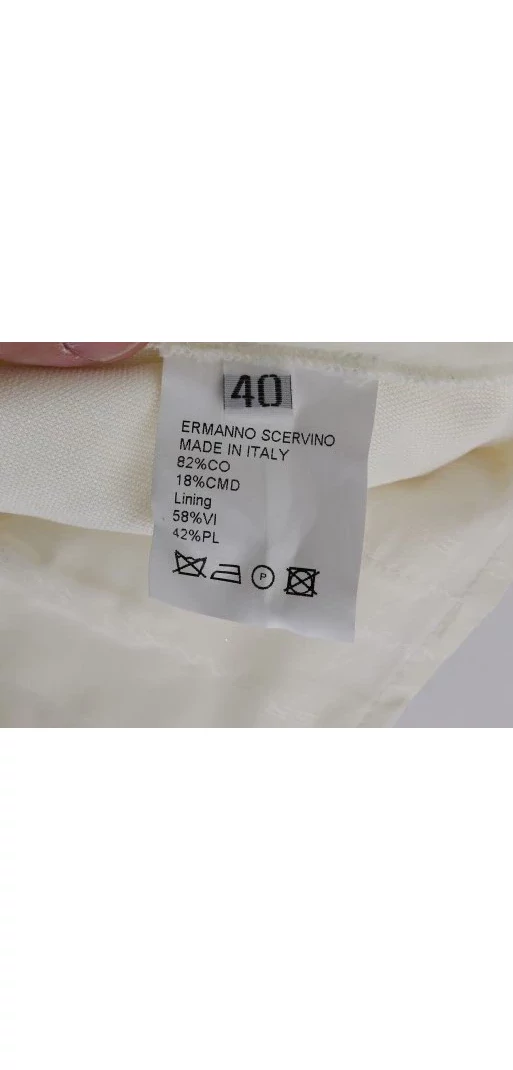 40
ERMANNO SCERVINO
MADE IN ITALY
82%CO
18%CMD
Lining
58%VI
42%PL
P